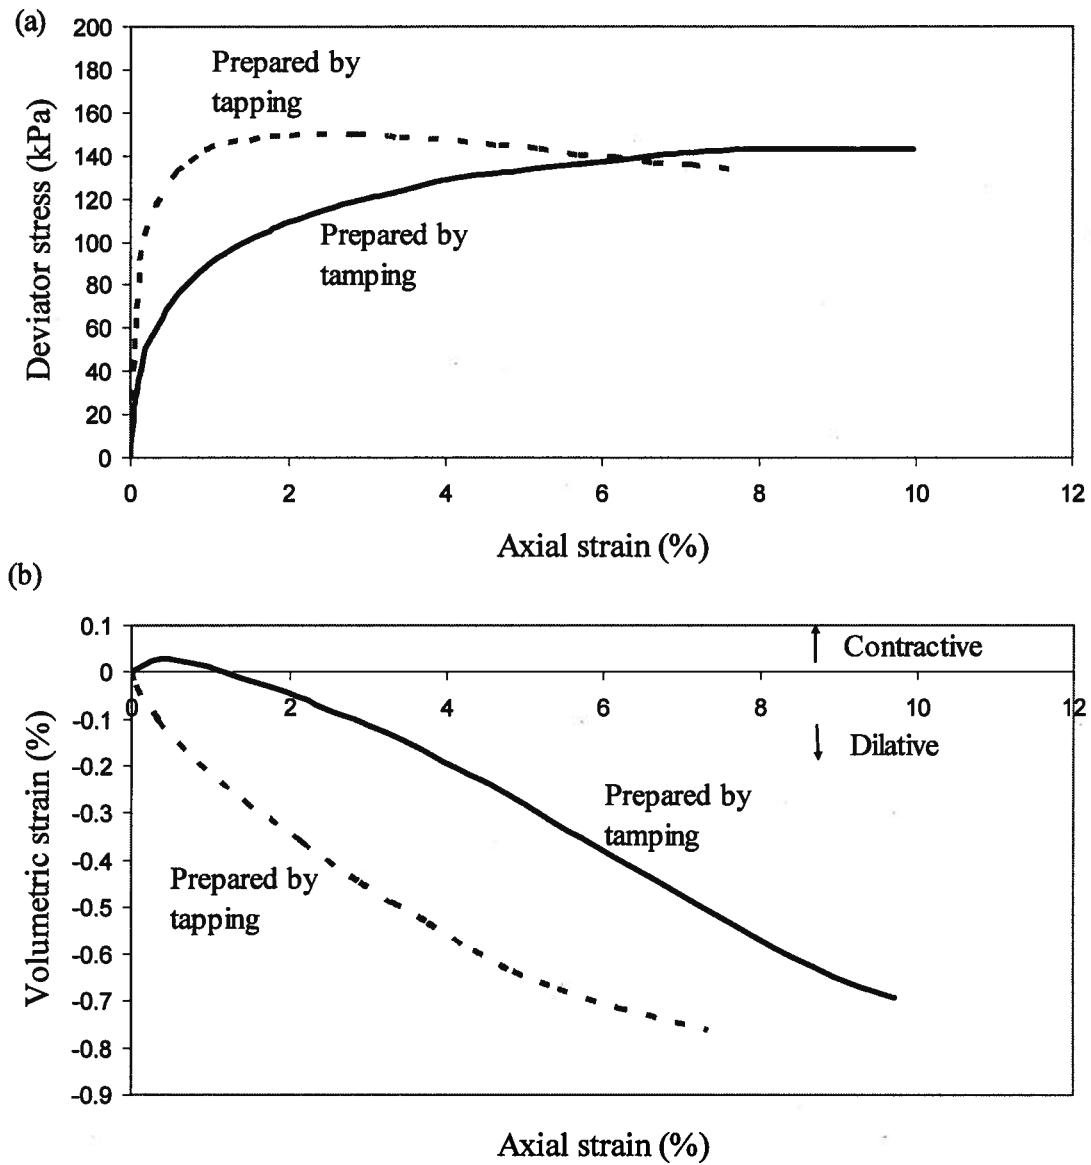 (a)
200
180
160
140
120
100
80
60
40
20
0
Deviator stress (kPa)
Prepared by
tapping
Prepared by
tamping
0 2 4 6 8 10 12
Axial strain (%)
(b)
0.1
0
-0.1
-0.2
-0.3
-0.4
-0.5
-0.6
-0.7
-0.8
-0.9
Volumetric strain (%)
Contractive
0 2 4 6 8 10 12
Dilative
Prepared by
tamping
Prepared by
tapping
Axial strain (%)